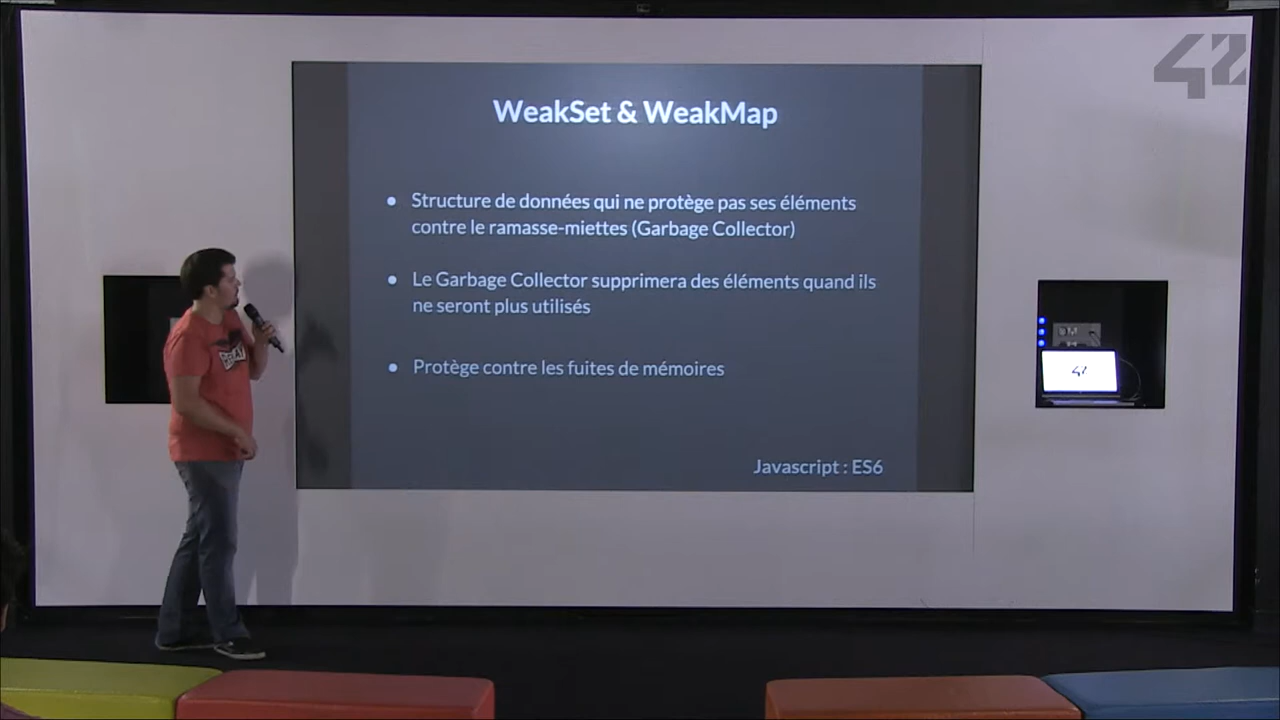 42
WeakSet & WeakMap
● Structure de données qui ne protège pas ses éléments
contre le ramasse-miettes (Garbage Collector)
● Le Garbage Collector supprimera des éléments quand ils
ne seront plus utilisés
● Protège contre les fuites de mémoires
Javascript : ES6
42